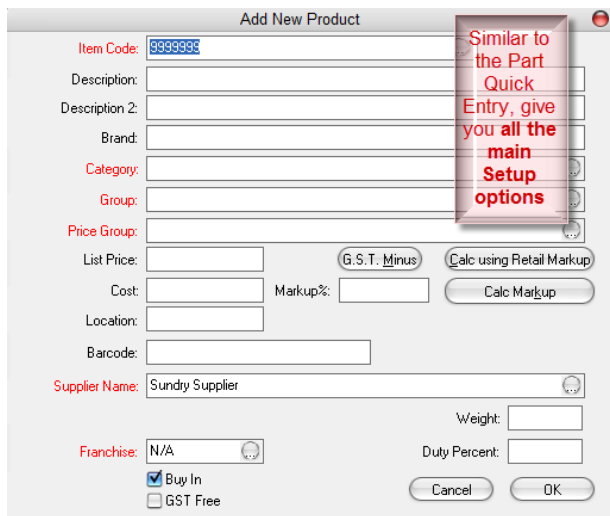 Add New Product
Item Code: 9999999
Description:
Description 2:
Brand:
Category:
Group:
Price Group:
Similar to
the Part
Quick
Entry, give
you all the
main
Setup
options
List Price: G.S.T. Minus Calc using Retail Markup
Cost: Markup%: Calc Markup
Location:
Barcode:
Supplier Name: Sundry Supplier
Weight:
Franchise: N/A Duty Percent:
Buy In
GST Free
Cancel OK